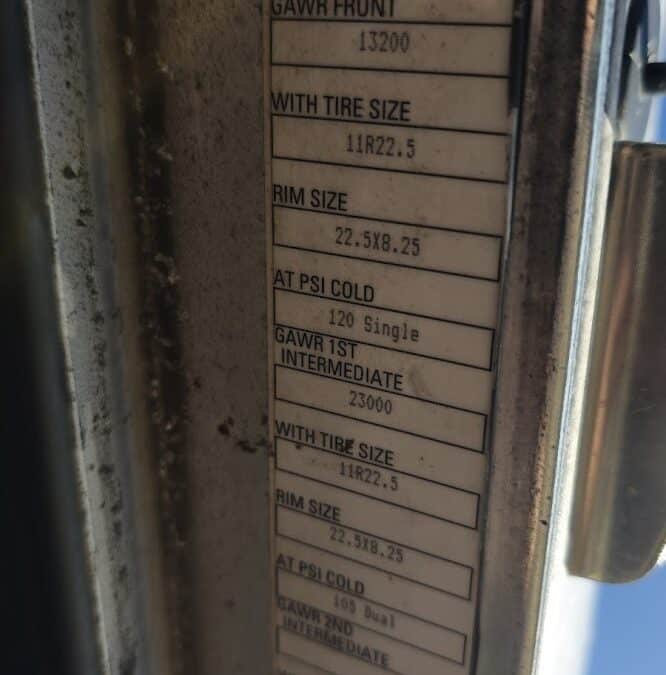 GAWR FRONT
13200
WITH TIRE SIZE
11R22.5
RIM SIZE
22.5X8.25
AT PSI COLD
120 Single
GAWR 1ST
INTERMEDIATE
23000
WITH TIRE SIZE
11R22.5
RIM SIZE
22.5X8.25
AT PSI COLD
105 Dual
GAWR 2ND
INTERMEDIATE